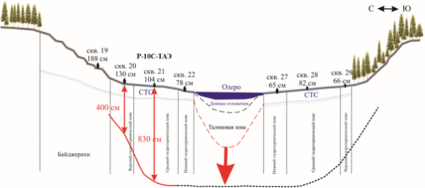 С Ю
скв. 19
188 см
Р-10С-ТАЭ
скв. 20
130 см
скв. 21
104 см
скв. 22
78 см
Озеро
скв. 27
65 см
скв. 28
82 см
скв. 29
66 см
СТС
СТС
Донные отложения
400 см
Таликовая зона
830 см
Байджерахи